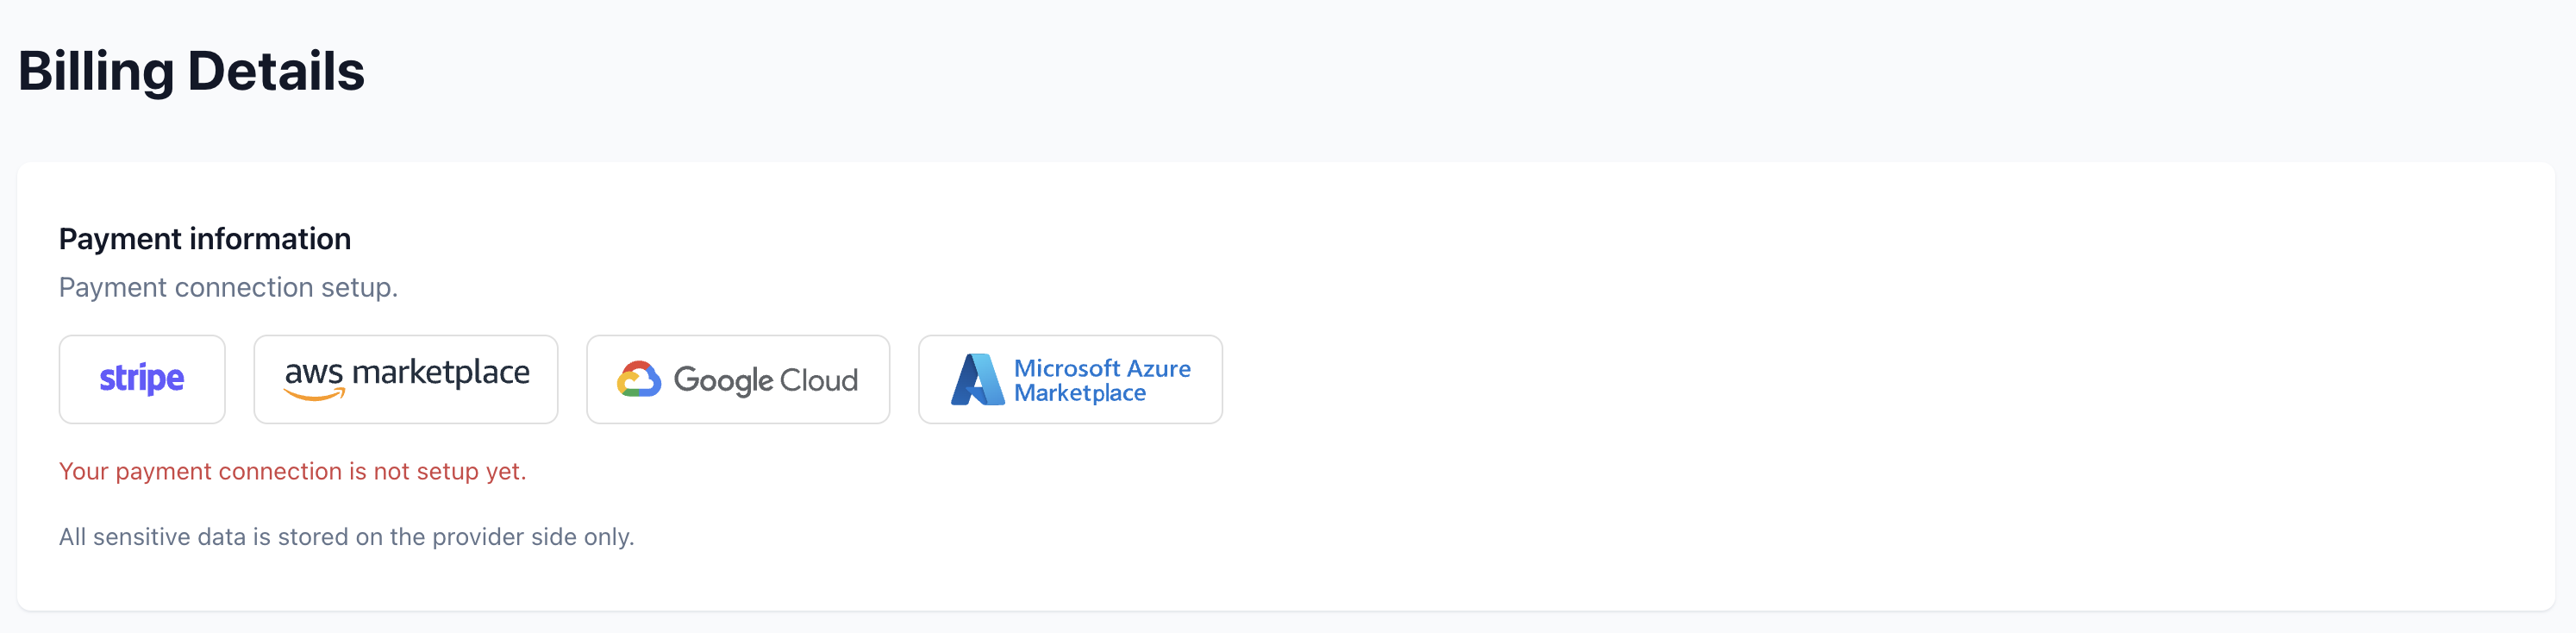 Billing Details
Payment information
Payment connection setup.
stripe
aws marketplace
Google Cloud
Microsoft Azure
Marketplace
Your payment connection is not setup yet.
All sensitive data is stored on the provider side only.